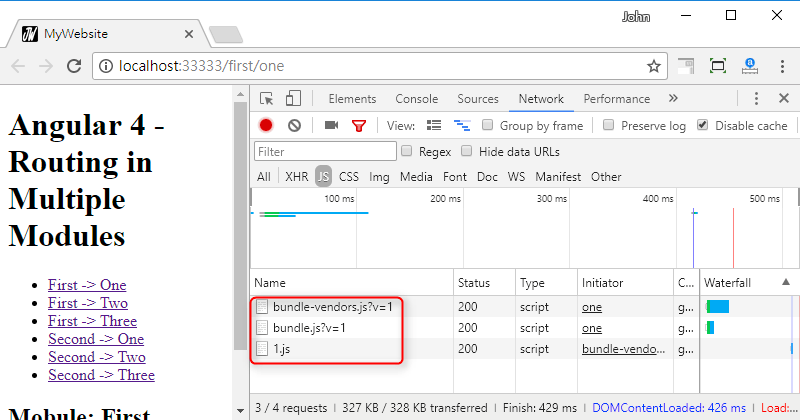 John
MyWebsite
localhost:33333/first/one
Angular 4 -
Routing in
Multiple
Modules
First -> One
First -> Two
First -> Three
Second -> One
Second -> Two
Second -> Three
Mobule: First
Elements Console Sources Network Performance
View: Group by frame Preserve log Disable cache
Filter Regex Hide data URLs
All XHR JS CSS Img Media Font Doc WS Manifest Other
100 ms 200 ms 300 ms 400 ms 500 ms
Name Status Type Initiator C... Waterfall
bundle-vendors.js?v=1 200 script one g...
bundle.js?v=1 200 script one g...
1.js 200 script bundle-vendo... g...
3 / 4 requests | 327 KB / 328 KB transferred | Finish: 429 ms | DOMContentLoaded: 426 ms | Load:...